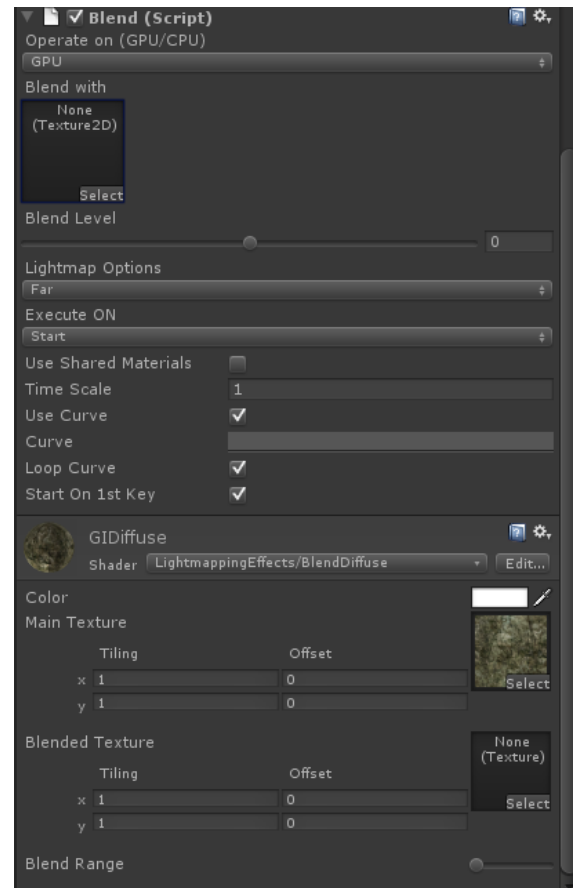 Blend (Script)
Operate on (GPU/CPU)
GPU
Blend with
None
(Texture2D)
Select
Blend Level
0
Lightmap Options
Far
Execute ON
Start
Use Shared Materials
Time Scale 1
Use Curve
Curve
Loop Curve
Start On 1st Key
GIDiffuse
Shader LightmappingEffects/BlendDiffuse Edit...
Color
Main Texture
Tiling Offset
x 1 0
Select
y 1 0
Blended Texture
None
(Texture)
Tiling Offset
x 1 0
Select
y 1 0
Blend Range